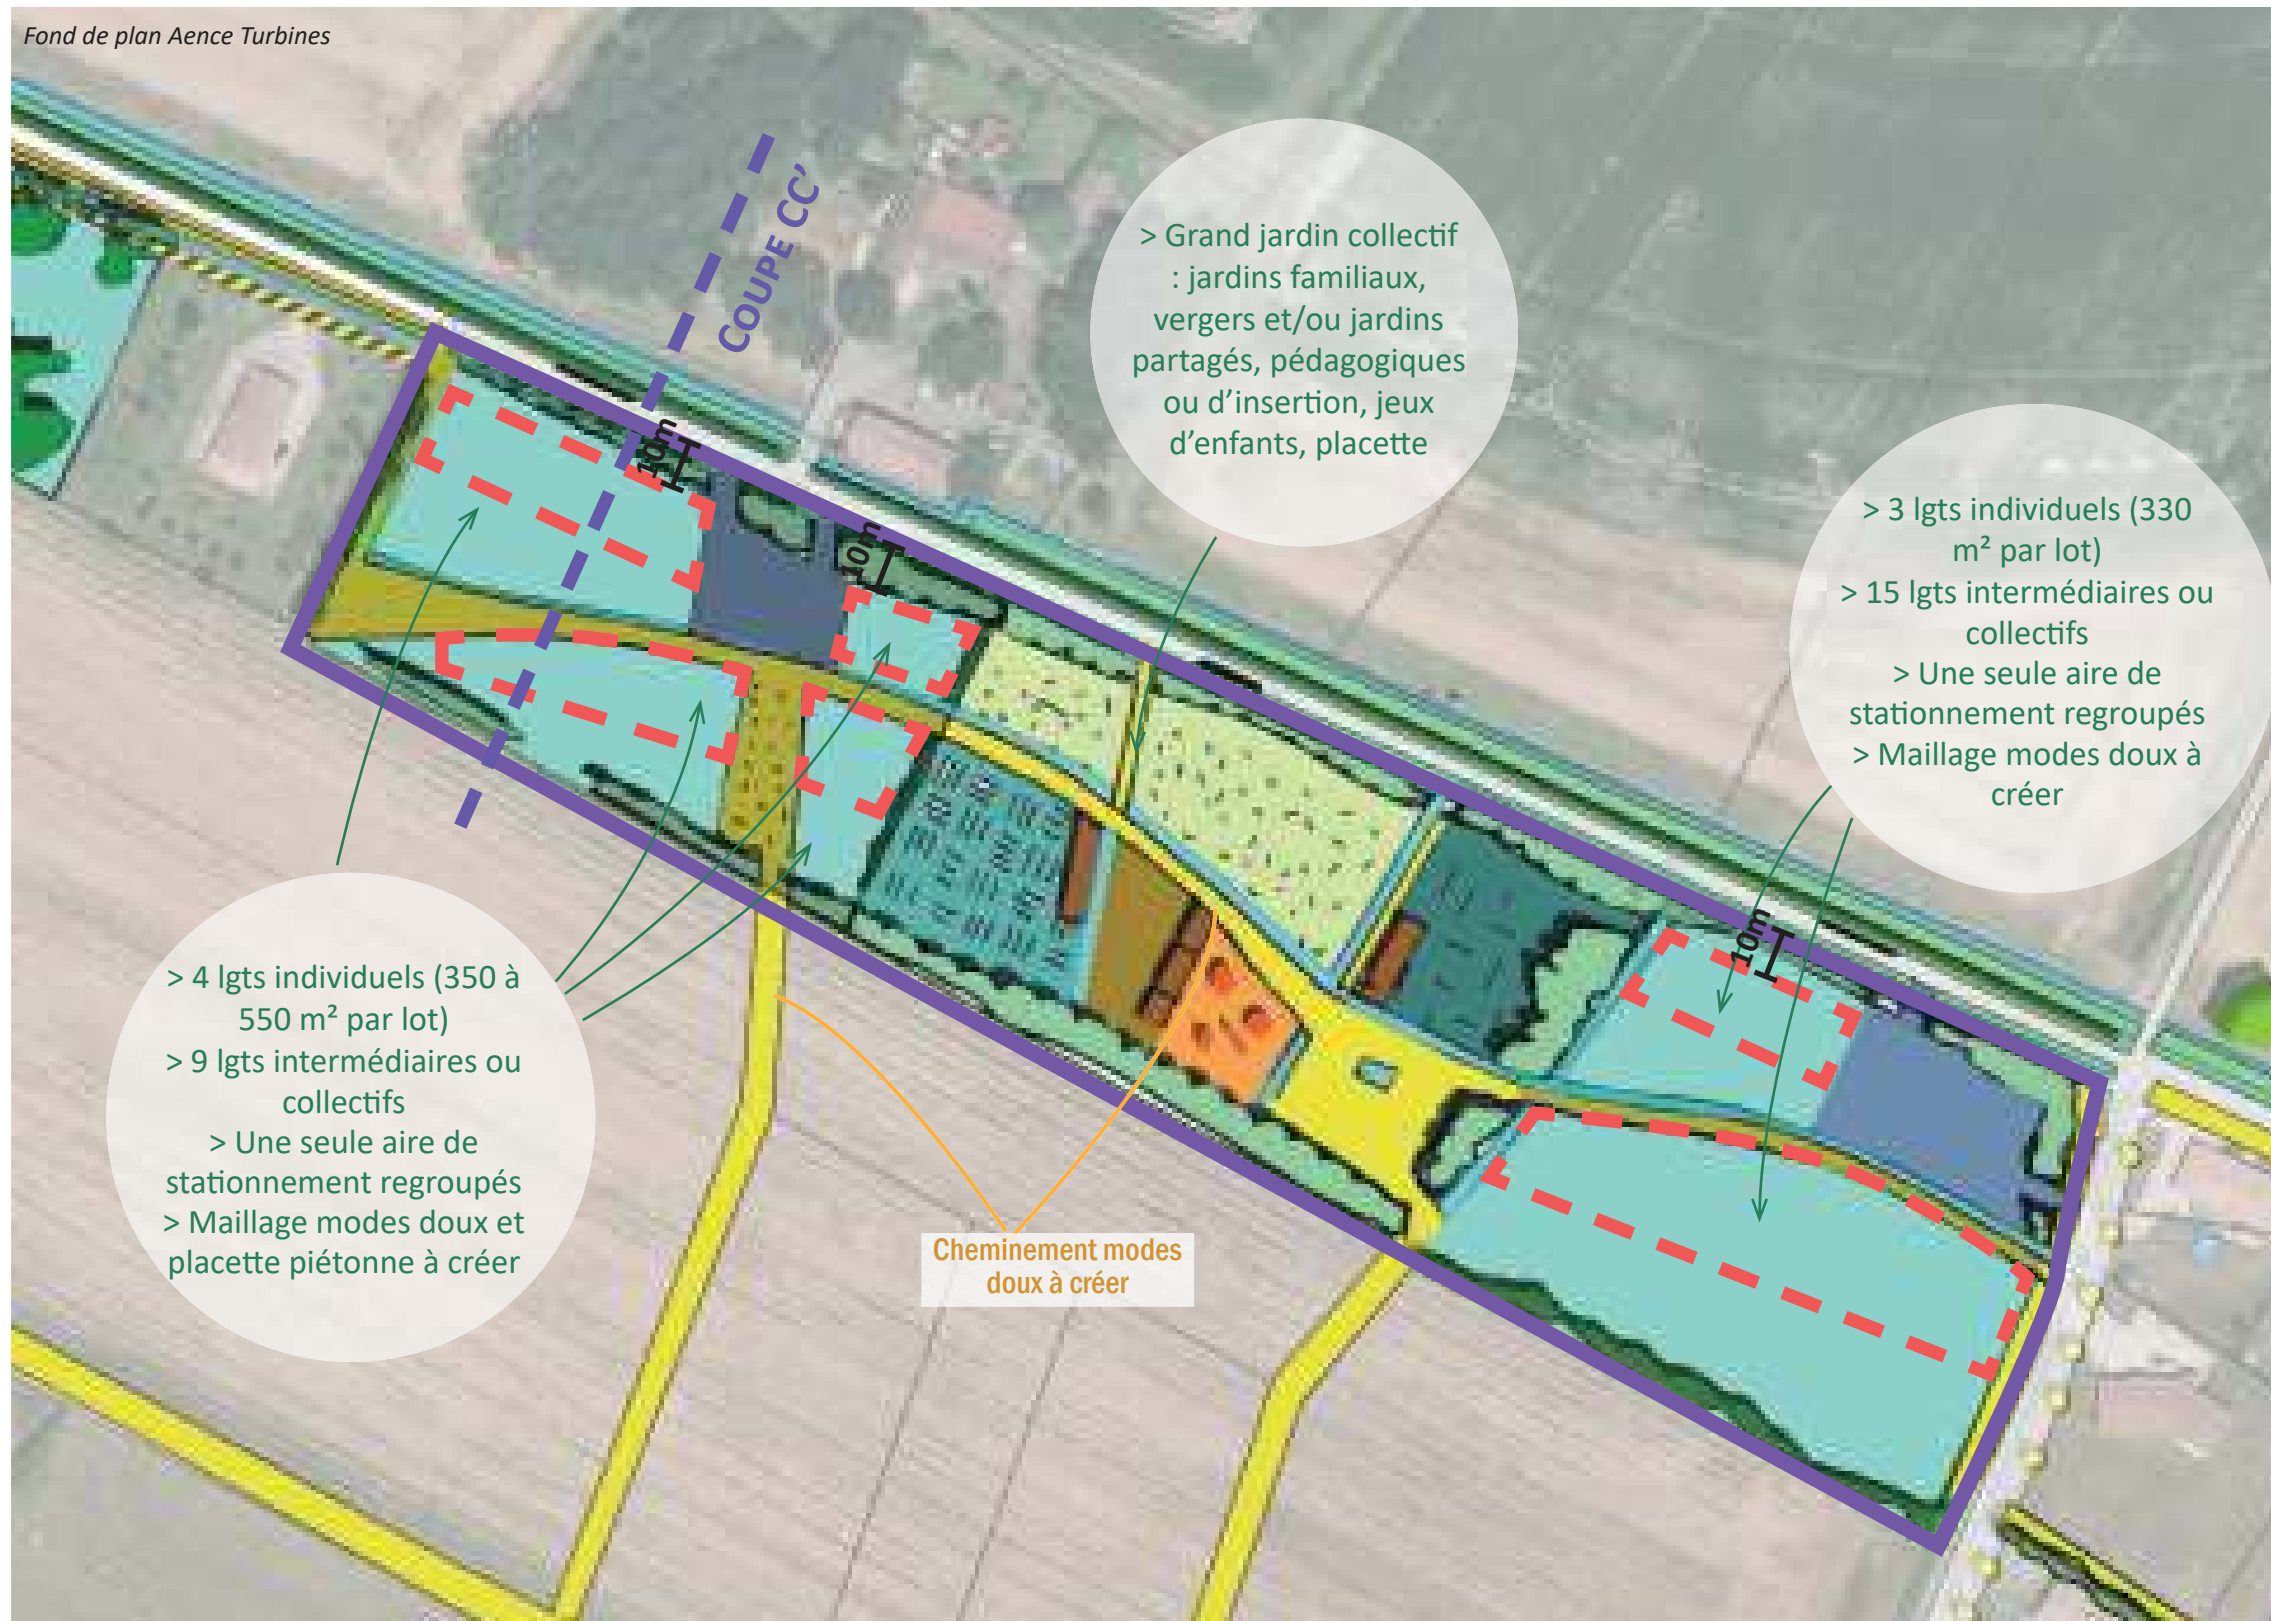 Fond de plan Aence Turbines
COUPE CC'
> Grand jardin collectif
: jardins familiaux,
vergers et/ou jardins
partagés, pédagogiques
ou d'insertion, jeux
d'enfants, placette
> 3 lgts individuels (330
m² par lot)
> 15 lgts intermédiaires ou
collectifs
> Une seule aire de
stationnement regroupés
> Maillage modes doux à
créer
10m
10m
10m
> 4 lgts individuels (350 à
550 m² par lot)
> 9 lgts intermédiaires ou
collectifs
> Une seule aire de
stationnement regroupés
> Maillage modes doux et
placette piétonne à créer
Cheminement modes
doux à créer